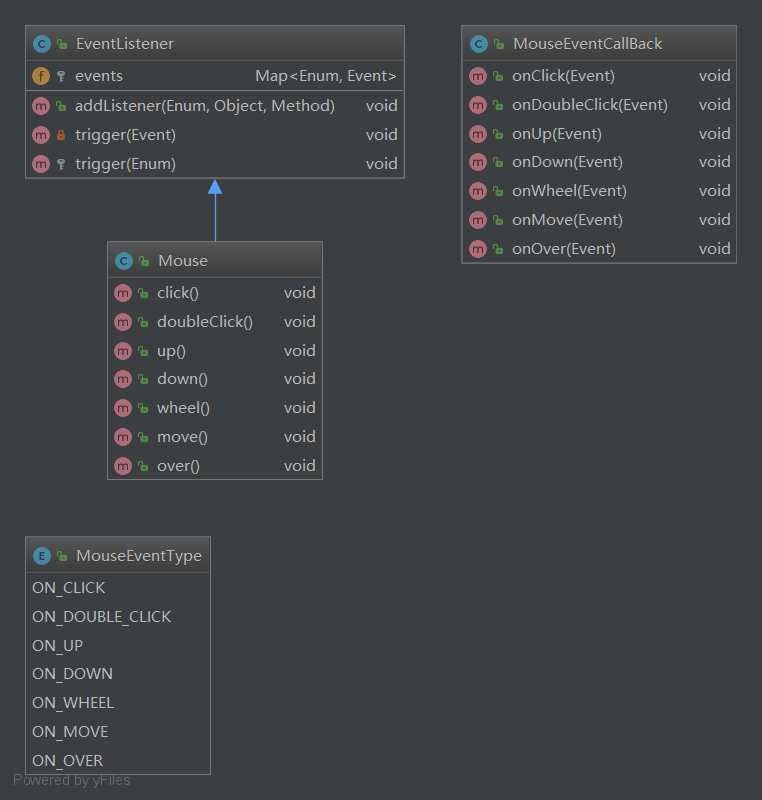 EventListener
events Map<Enum, Event>
addListener(Enum, Object, Method) void
trigger(Event) void
trigger(Enum) void
MouseEventCallBack
onClick(Event) void
onDoubleClick(Event) void
onUp(Event) void
onDown(Event) void
onWheel(Event) void
onMove(Event) void
onOver(Event) void
Mouse
click() void
doubleClick() void
up() void
down() void
wheel() void
move() void
over() void
MouseEventType
ON_CLICK
ON_DOUBLE_CLICK
ON_UP
ON_DOWN
ON_WHEEL
ON_MOVE
ON_OVER
Powered by yFiles